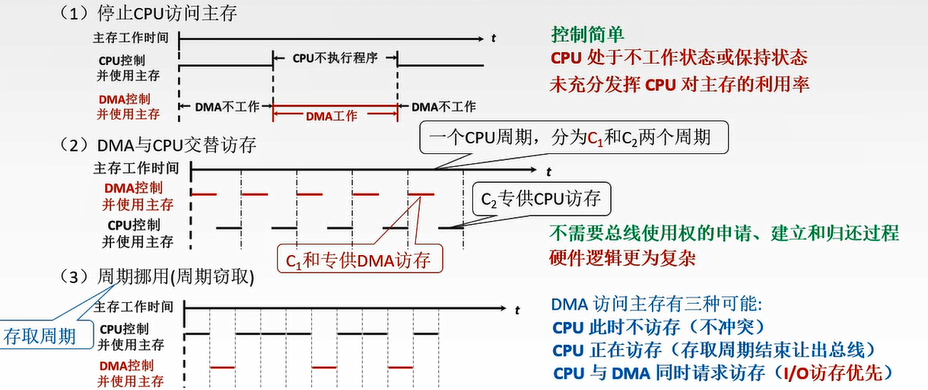 （1）停止CPU访问主存
主存工作时间
t
CPU控制
并使用主存
CPU不执行程序
DMA控制
并使用主存
DMA不工作
DMA工作
DMA不工作
控制简单
CPU 处于不工作状态或保持状态
未充分发挥 CPU 对主存的利用率
（2）DMA与CPU交替访存
一个CPU周期，分为C1和C2两个周期
主存工作时间
t
DMA控制
并使用主存
CPU控制
并使用主存
C2专供CPU访存
C1和专供DMA访存
不需要总线使用权的申请、建立和归还过程
硬件逻辑更为复杂
（3）周期挪用(周期窃取)
主存工作时间
t
存取周期
CPU控制
并使用主存
DMA控制
并使用主存
DMA 访问主存有三种可能:
CPU 此时不访存（不冲突）
CPU 正在访存（存取周期结束让出总线）
CPU 与 DMA 同时请求访存（I/O访存优先）